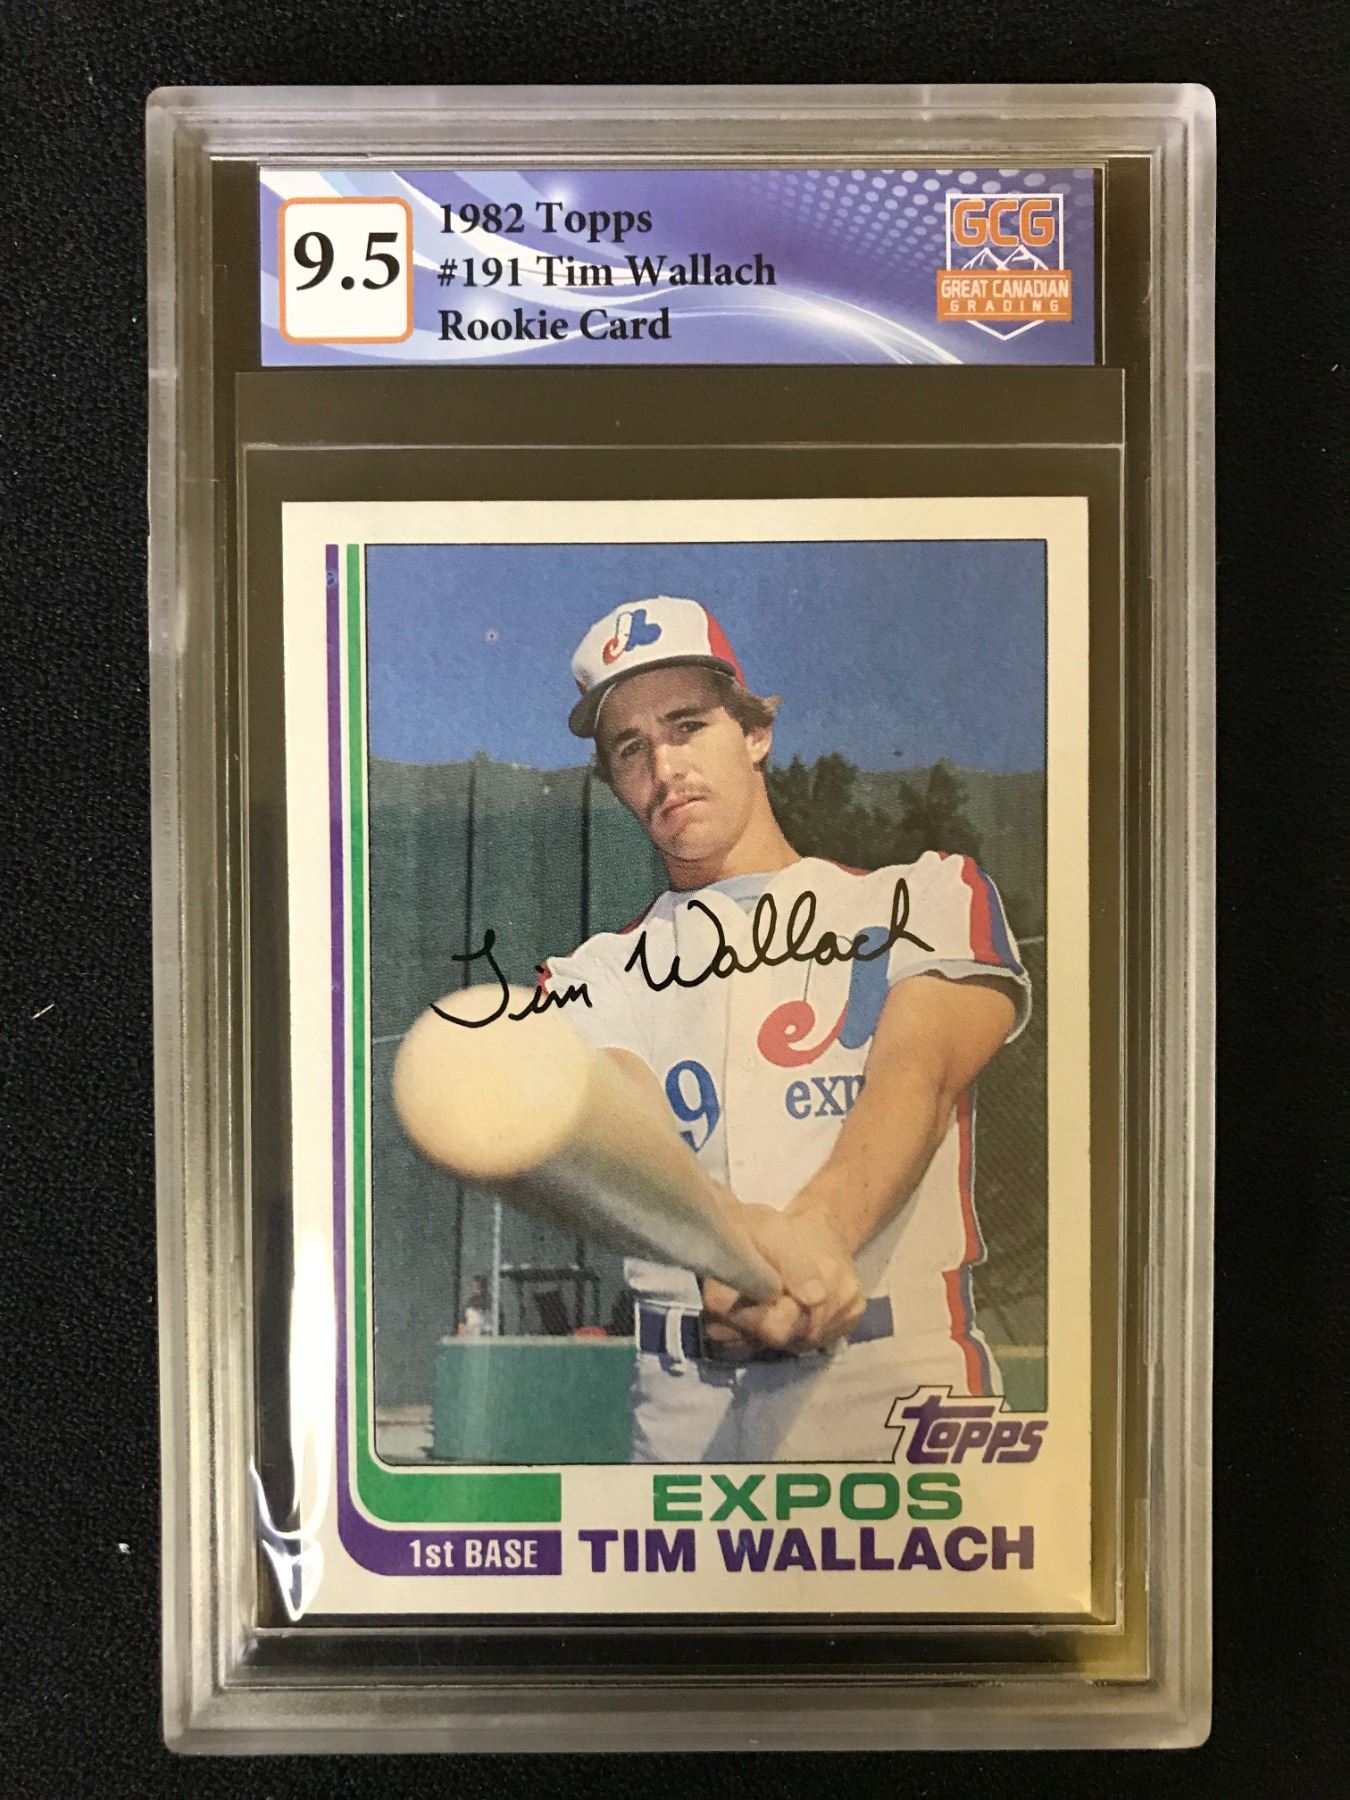 9.5
1982 Topps
#191 Tim Wallach
Rookie Card
GCG
GREAT CANADIAN
GRADING
Tim Wallach
9
exp
topps
EXPOS
1st BASE
TIM WALLACH